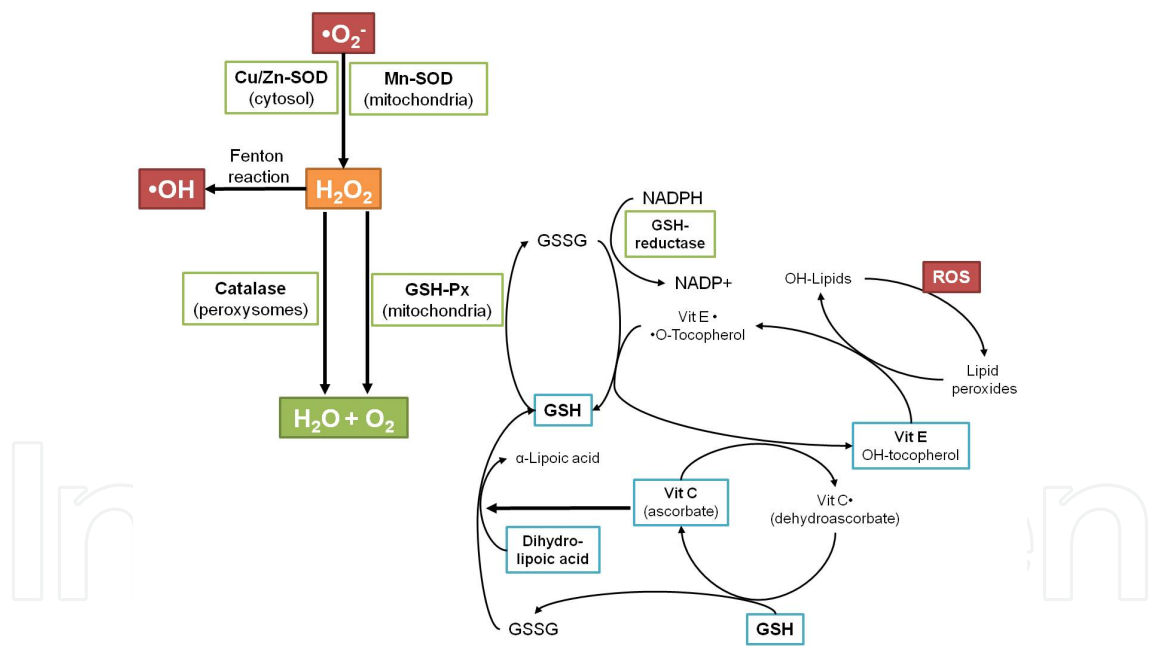 •O₂⁻
Cu/Zn-SOD
(cytosol)
Mn-SOD
(mitochondria)
Fenton
reaction
•OH
H₂O₂
NADPH
GSH-
reductase
GSSG
NADP+
Catalase
(peroxysomes)
GSH-Px
(mitochondria)
OH-Lipids
ROS
Vit E •
•O-Tocopherol
Lipid
peroxides
H₂O + O₂
GSH
Vit E
OH-tocopherol
α-Lipoic acid
Vit C
(ascorbate)
Vit C•
(dehydroascorbate)
Dihydro-
lipoic acid
GSSG
GSH
In
en